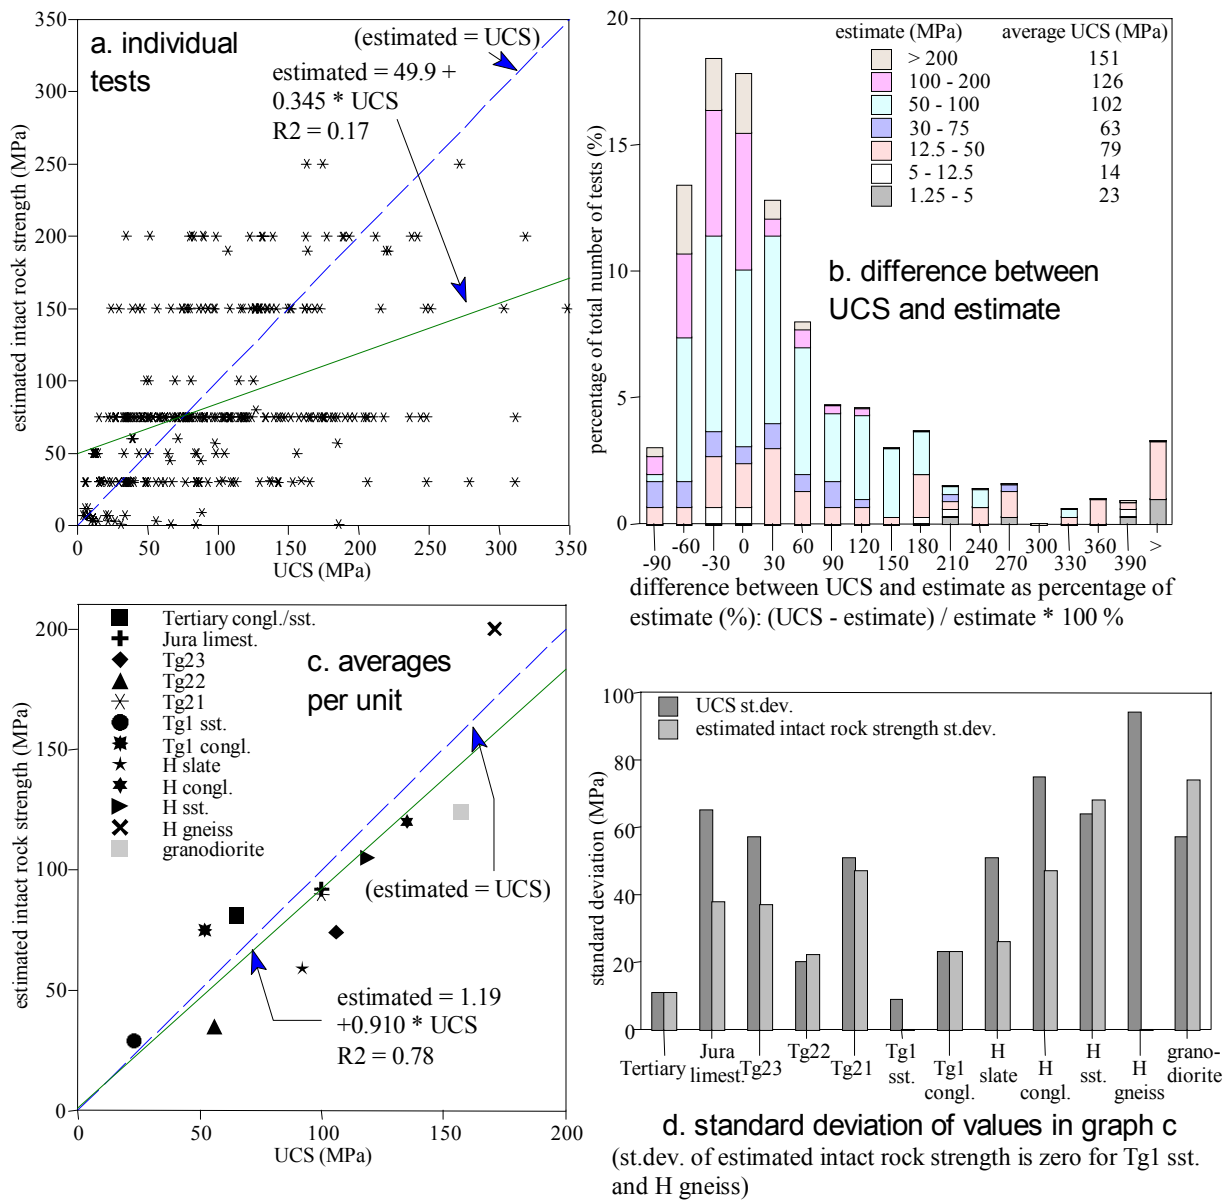 a. individual
tests
(estimated = UCS)
estimated = 49.9 +
0.345 * UCS
R2 = 0.17
estimated intact rock strength (MPa)
350
300
250
200
150
100
50
0
0 50 100 150 200 250 300 350
UCS (MPa)
estimate (MPa) average UCS (MPa)
> 200 151
100 - 200 126
50 - 100 102
30 - 75 63
12.5 - 50 79
5 - 12.5 14
1.25 - 5 23
b. difference between
UCS and estimate
percentage of total number of tests (%)
20
15
10
5
0
-60 0 60 120 180 240 300 360 >
-90 -30 30 90 150 210 270 330 390
difference between UCS and estimate as percentage of
estimate (%): (UCS - estimate) / estimate * 100 %
Tertiary congl./sst.
Jura limest.
Tg23
Tg22
Tg21
Tg1 sst.
Tg1 congl.
H slate
H congl.
H sst.
H gneiss
granodiorite
c. averages
per unit
(estimated = UCS)
estimated = 1.19
+0.910 * UCS
R2 = 0.78
estimated intact rock strength (MPa)
200
150
100
50
0
0 50 100 150 200
UCS (MPa)
UCS st.dev.
estimated intact rock strength st.dev.
standard deviation (MPa)
100
80
60
40
20
0
Tertiary
Jura
limest.
Tg23
Tg22
Tg21
Tg1
sst.
Tg1
congl.
H
slate
H
congl.
H
sst.
H
gneiss
grano-
diorite
d. standard deviation of values in graph c
(st.dev. of estimated intact rock strength is zero for Tg1 sst.
and H gneiss)